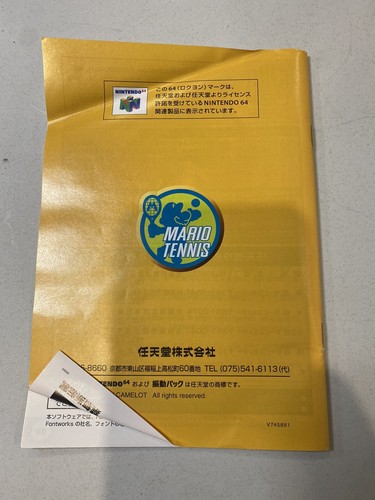 NINTENDO64
この64(ロクヨン)マークは、
任天堂および任天堂よりライセンス
許諾を受けているNINTENDO 64
関連製品に表示されています。
MARIO
TENNIS
任天堂株式会社
-8660 京都市東山区福稲上高松町60番地 TEL (075)541-6113(代)
ENDO64 および 振動パックは任天堂の商標です。
CAMELOT All rights reserved.
本ソフトウェアでは、
Fontworks の社名、フォントの
V745891